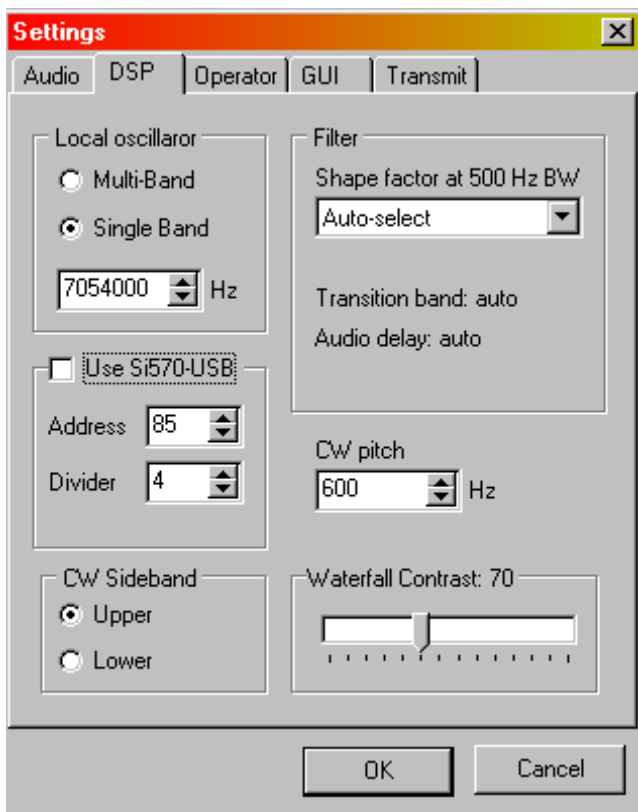 Settings
Audio DSP Operator GUI Transmit
Local oscillaror
Multi-Band
Single Band
7054000 Hz
Use Si570-USB
Address 85
Divider 4
CW Sideband
Upper
Lower
Filter
Shape factor at 500 Hz BW
Auto-select
Transition band: auto
Audio delay: auto
CW pitch
600 Hz
Waterfall Contrast: 70
OK Cancel